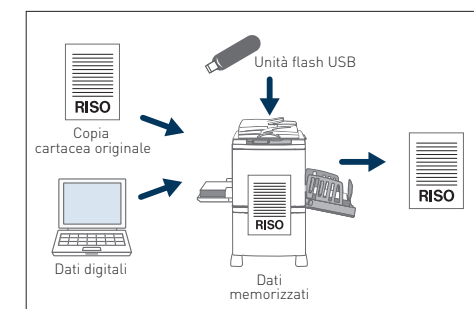 Unità flash USB
RISO
Copia
cartacea originale
RISO
RISO
Dati digitali
Dati
memorizzati